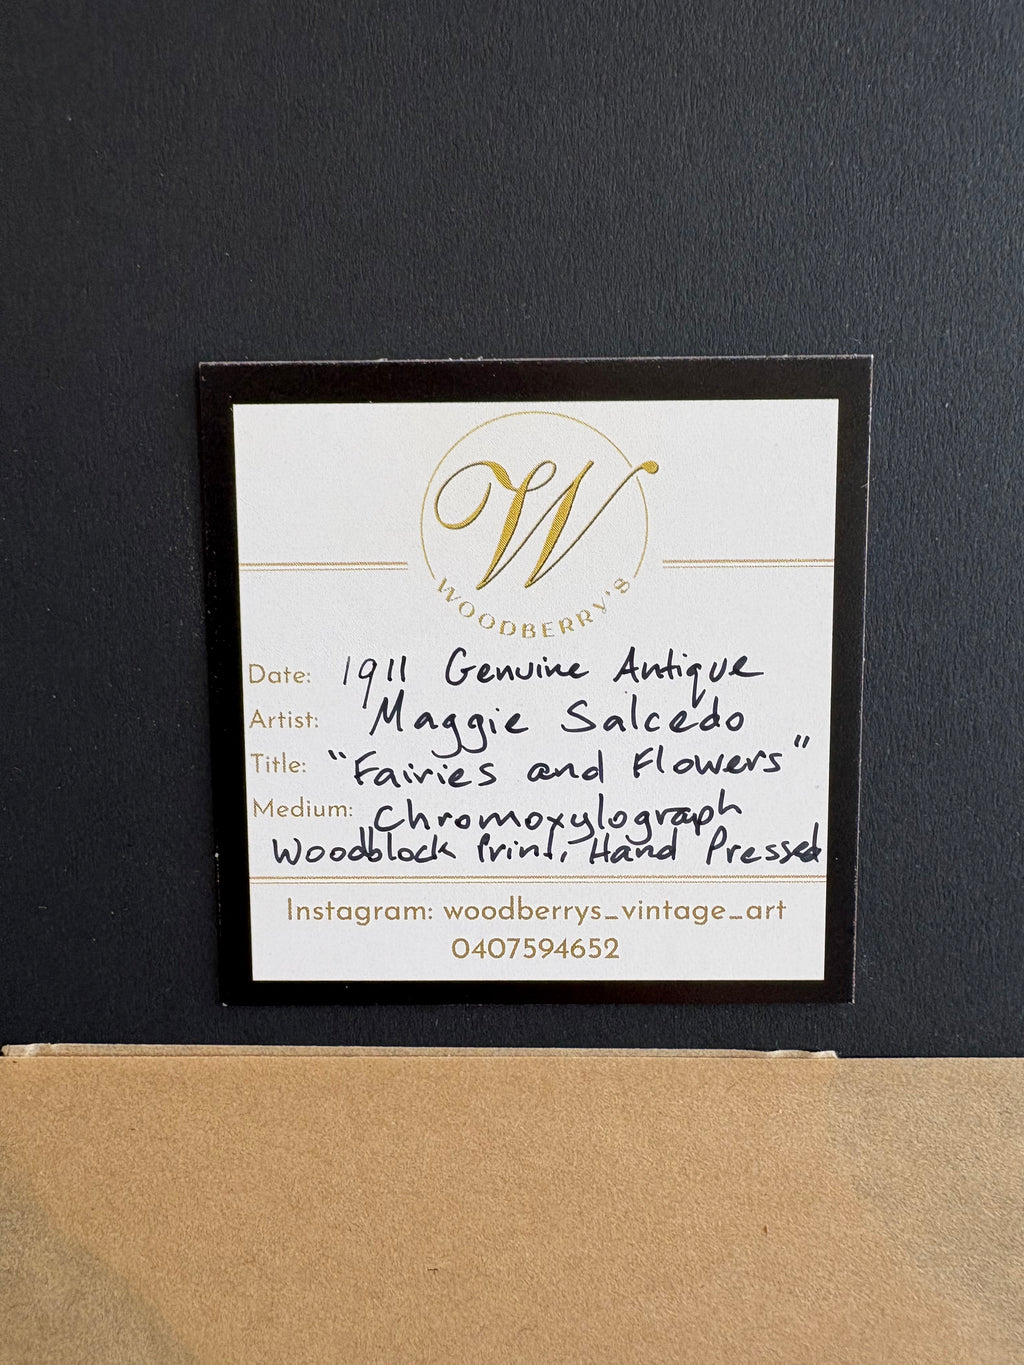 W
WOODBERRY'S
Date: 1911 Genuine Antique
Artist: Maggie Salcedo
Title: "Fairies and Flowers"
Medium: Chromoxylograph
Woodblock Print, Hand Pressed
Instagram: woodberrys_vintage_art
0407594652